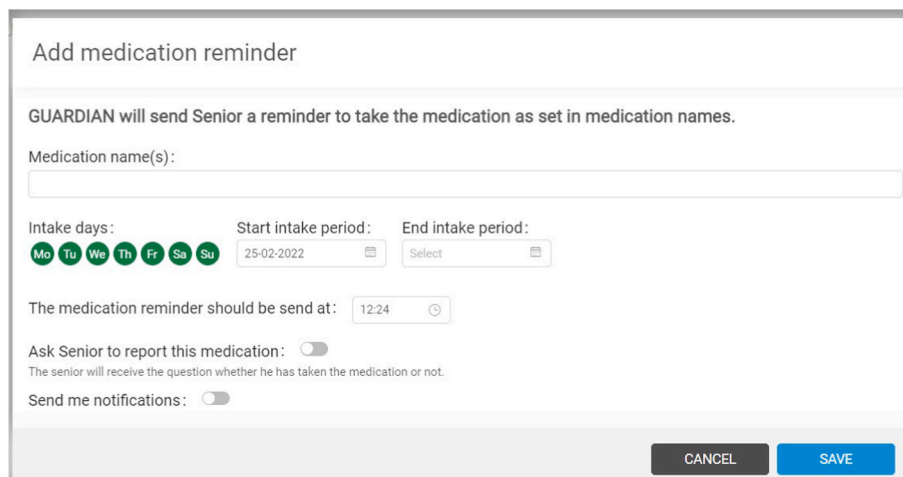 Add medication reminder
GUARDIAN will send Senior a reminder to take the medication as set in medication names.
Medication name(s):
Intake days: Start intake period: End intake period:
Mo Tu We Th Fr Sa Su 25-02-2022 Select
The medication reminder should be send at: 12:24
Ask Senior to report this medication:
The senior will receive the question whether he has taken the medication or not.
Send me notifications:
CANCEL SAVE